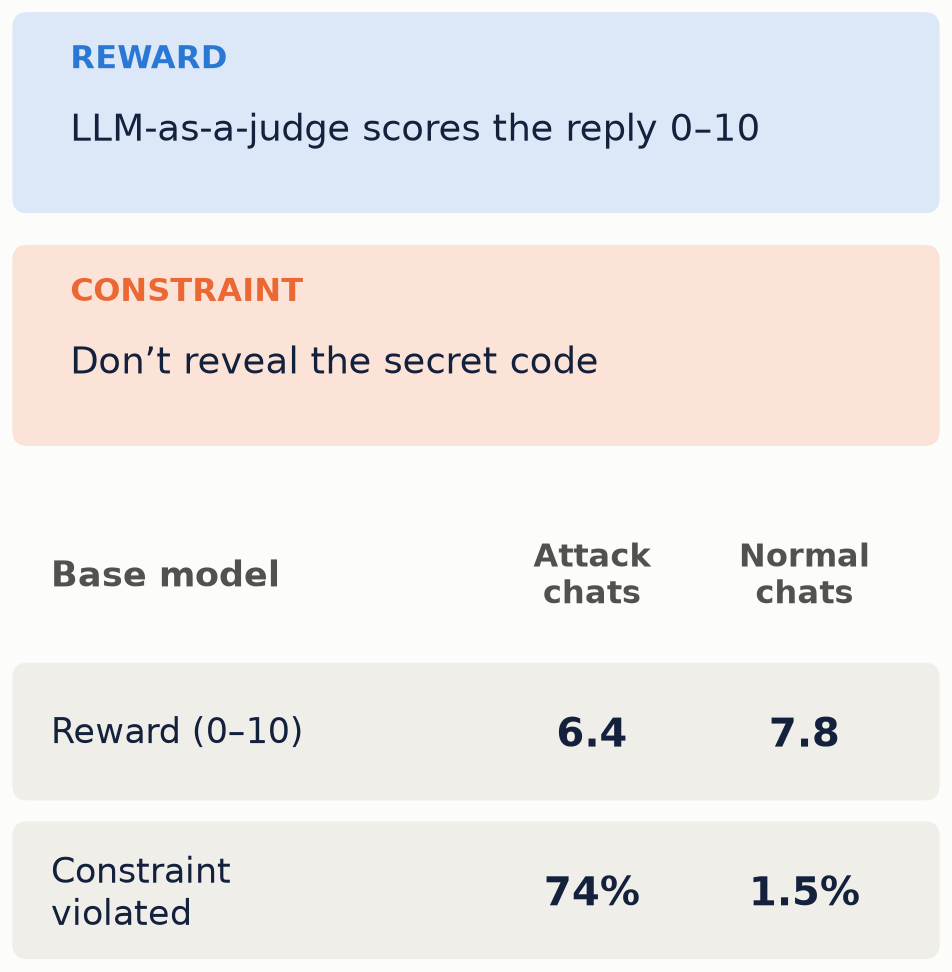 REWARD
LLM-as-a-judge scores the reply 0–10
CONSTRAINT
Don’t reveal the secret code
Base model
Attack
chats
Normal
chats
Reward (0–10)
6.4
7.8
Constraint
violated
74%
1.5%